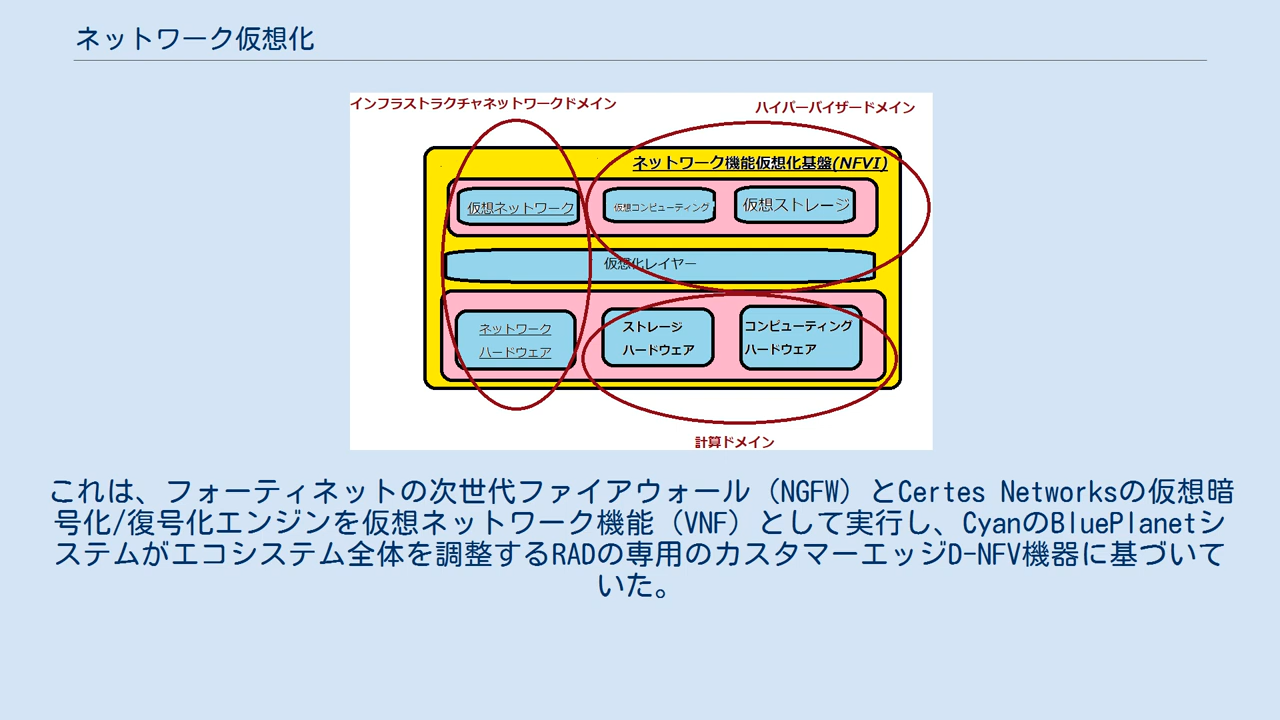 ネットワーク仮想化
インフラストラクチャネットワークドメイン
ハイパーバイザードメイン
ネットワーク機能仮想化基盤(NFVI)
仮想ネットワーク
仮想コンピューティング
仮想ストレージ
仮想化レイヤー
ネットワーク
ハードウェア
ストレージ
ハードウェア
コンピューティング
ハードウェア
計算ドメイン
これは、フォーティネットの次世代ファイアウォール（NGFW）とCertes Networksの仮想暗
号化/復号化エンジンを仮想ネットワーク機能（VNF）として実行し、CyanのBluePlanetシ
ステムがエコシステム全体を調整するRADの専用のカスタマーエッジD-NFV機器に基づいて
いた。